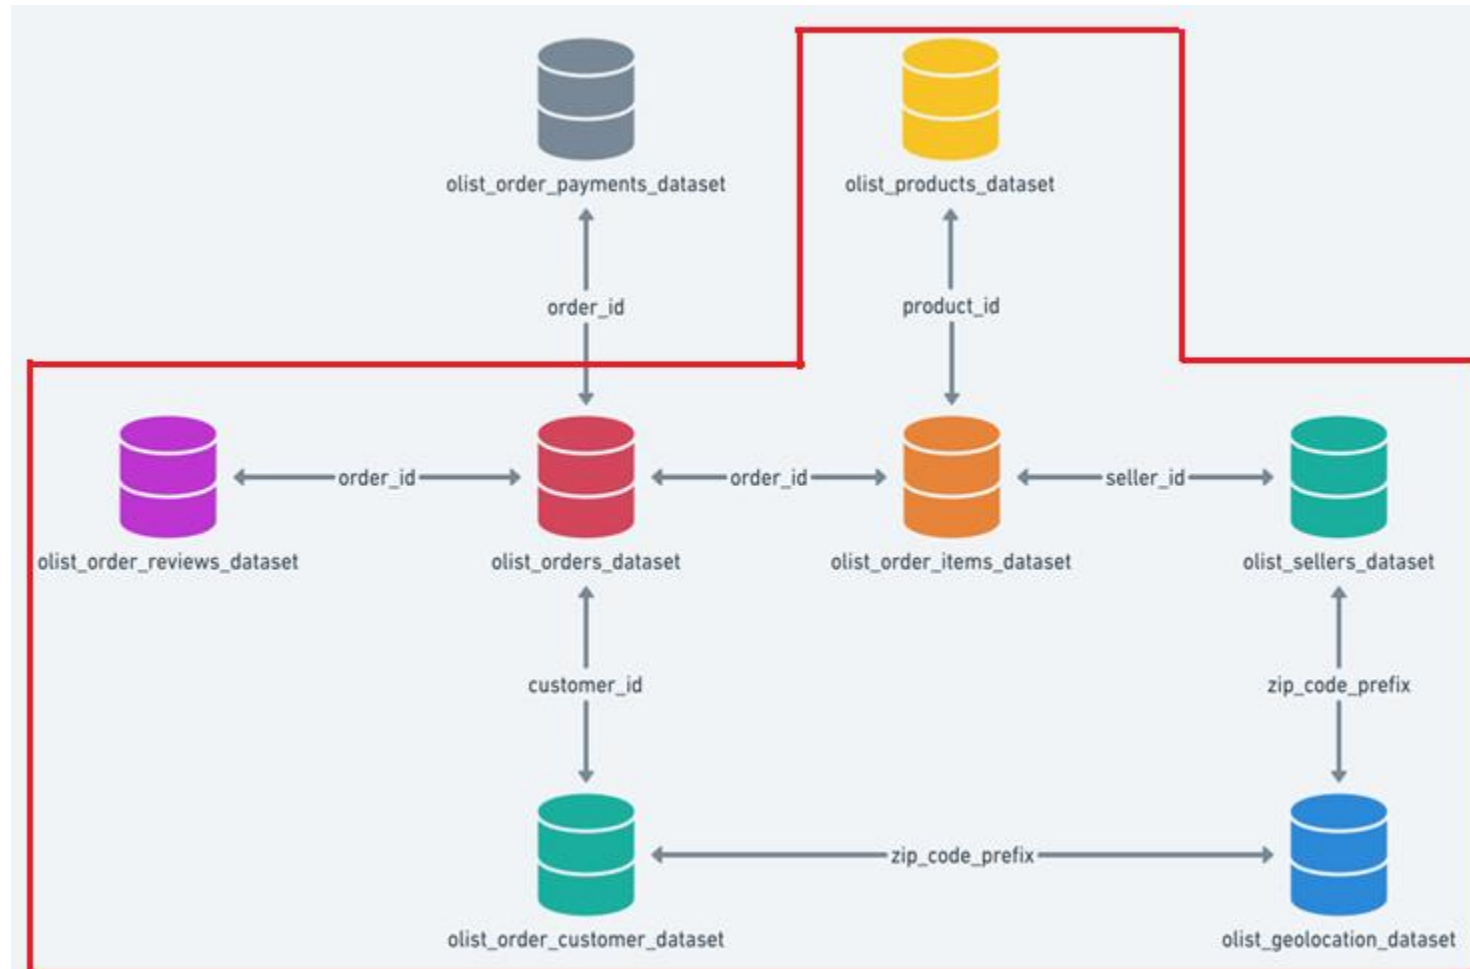 olist_order_payments_dataset
olist_products_dataset
order_id
product_id
order_id
order_id
seller_id
olist_order_reviews_dataset
olist_orders_dataset
olist_order_items_dataset
olist_sellers_dataset
customer_id
zip_code_prefix
zip_code_prefix
olist_order_customer_dataset
olist_geolocation_dataset